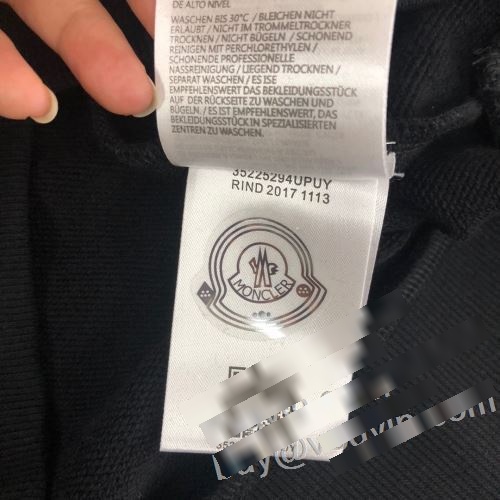 DE ALTO NIVEL
WASCHEN BIS 30°C / BLEICHEN NICHT
ERLAUBT / NICHT IM TROMMELTROCKNER
TROCKNEN / NICHT BÜGELN / SCHONEND
REINIGEN MIT PERCHLORETHYLEN /
SCHONENDE PROFESSIONELLE
NASSREINIGUNG / LIEGEND TROCKNEN /
SEPARAT WASCHEN / ES ISE
EMPFEHLENSWERT DAS BEKLEIDUNGSSTÜCK
AUF DER RÜCKSEITE ZU WASCHEN UND
BÜGELN. / ES IST EMPFEHLENSWERT, DAS
BEKLEIDUNGSSTÜCK IN SPEZIALISIERTEN
ZENTREN ZU WASCHEN.
35225294UPUY
RIND 2017 1113
MONCLER